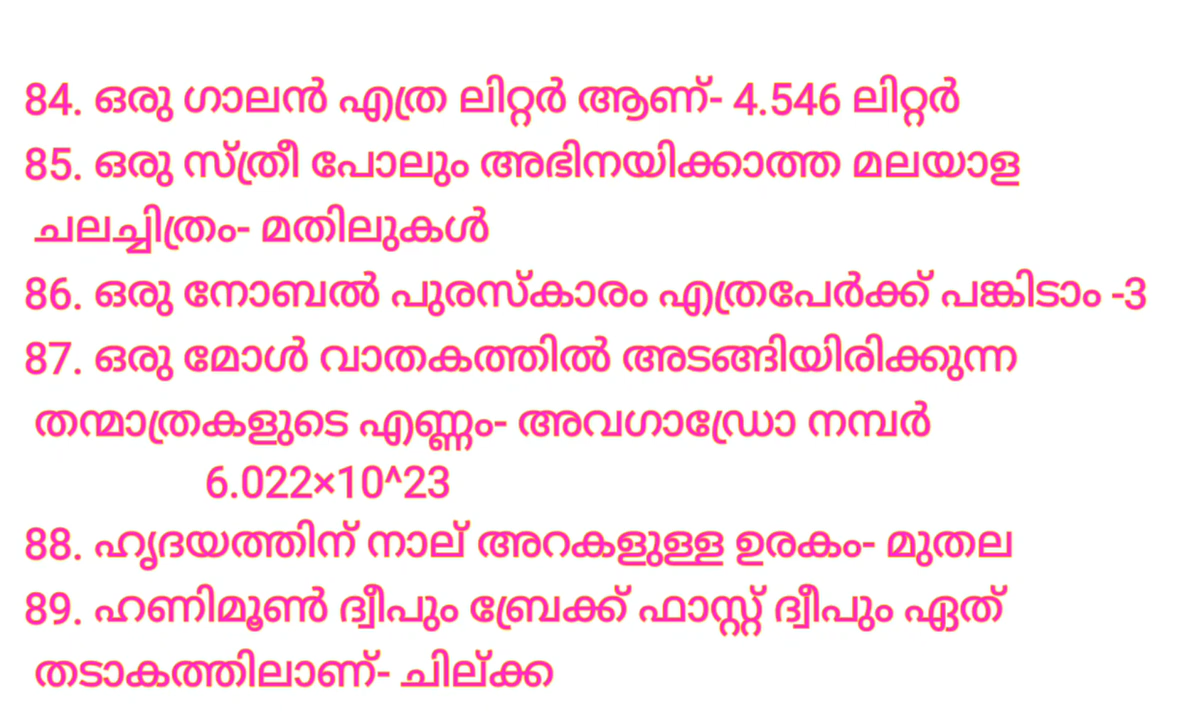 84. ഒരു ഗാലൻ എത്ര ലിറ്റർ ആണ്- 4.546 ലിറ്റർ
85. ഒരു സ്ത്രീ പോലും അഭിനയിക്കാത്ത മലയാള
ചലച്ചിത്രം- മതിലുകൾ
86. ഒരു നോബൽ പുരസ്കാരം എത്രപേർക്ക് പങ്കിടാം -3
87. ഒരു മോൾ വാതകത്തിൽ അടങ്ങിയിരിക്കുന്ന
തന്മാത്രകളുടെ എണ്ണം- അവഗാഡ്രോ നമ്പർ
6.022×10^23
88. ഹൃദയത്തിന് നാല് അറകളുള്ള ഉരകം- മുതല
89. ഹണിമൂൺ ദ്വീപും ബ്രേക്ക് ഫാസ്റ്റ് ദ്വീപും ഏത്
തടാകത്തിലാണ്- ചില്ക്ക